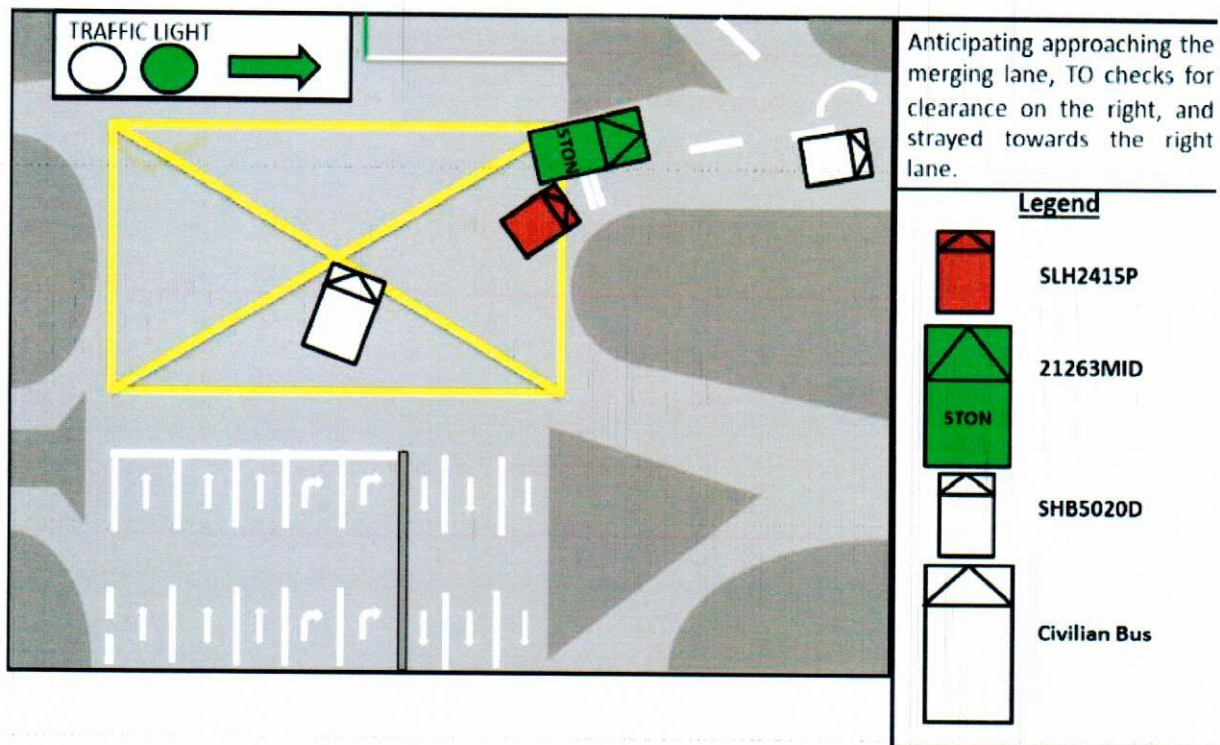 TRAFFIC LIGHT
5TON
Anticipating approaching the
merging lane, TO checks for
clearance on the right, and
strayed towards the right
lane.
Legend
SLH2415P
21263MID
5TON
SHB5020D
Civilian Bus